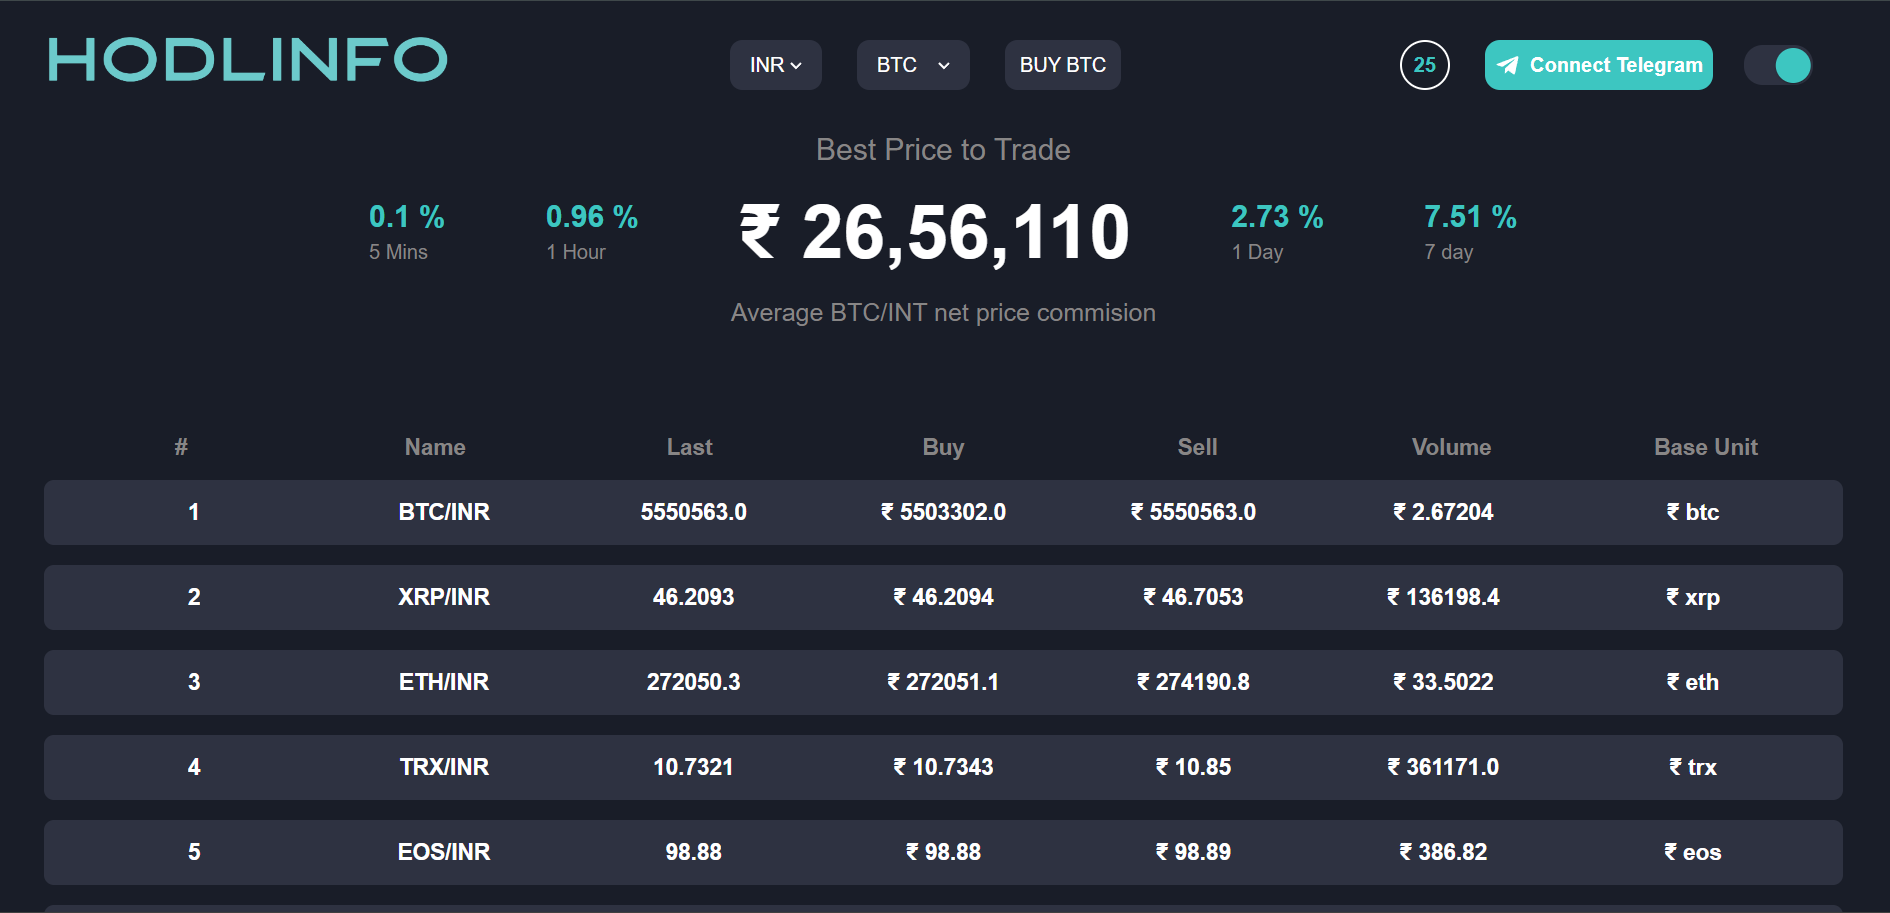 HODLINFO
INR BTC BUY BTC 25 Connect Telegram
Best Price to Trade
0.1 % 0.96 % ₹ 26,56,110 2.73 % 7.51 %
5 Mins 1 Hour 1 Day 7 day
Average BTC/INT net price commision
# Name Last Buy Sell Volume Base Unit
1 BTC/INR 5550563.0 ₹ 5503302.0 ₹ 5550563.0 ₹ 2.67204 ₹ btc
2 XRP/INR 46.2093 ₹ 46.2094 ₹ 46.7053 ₹ 136198.4 ₹ xrp
3 ETH/INR 272050.3 ₹ 272051.1 ₹ 274190.8 ₹ 33.5022 ₹ eth
4 TRX/INR 10.7321 ₹ 10.7343 ₹ 10.85 ₹ 361171.0 ₹ trx
5 EOS/INR 98.88 ₹ 98.88 ₹ 98.89 ₹ 386.82 ₹ eos